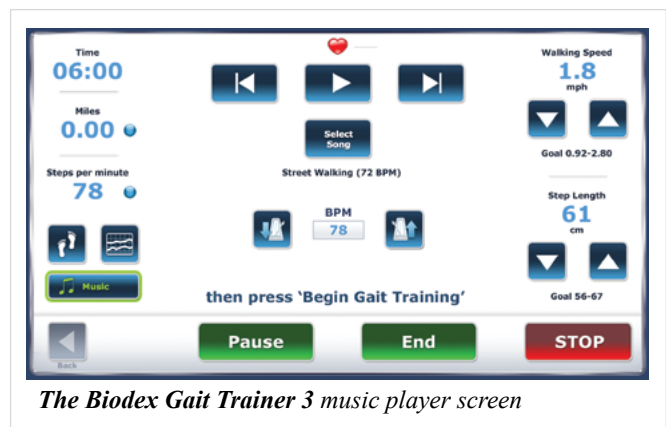 Time
06:00
Miles
0.00
Steps per minute
78
Music
Select
Song
Street Walking (72 BPM)
BPM
78
then press ‘Begin Gait Training’
Walking Speed
1.8
mph
Goal 0.92-2.80
Step Length
61
cm
Goal 56-67
Back
Pause
End
STOP
The Biodex Gait Trainer 3 music player screen